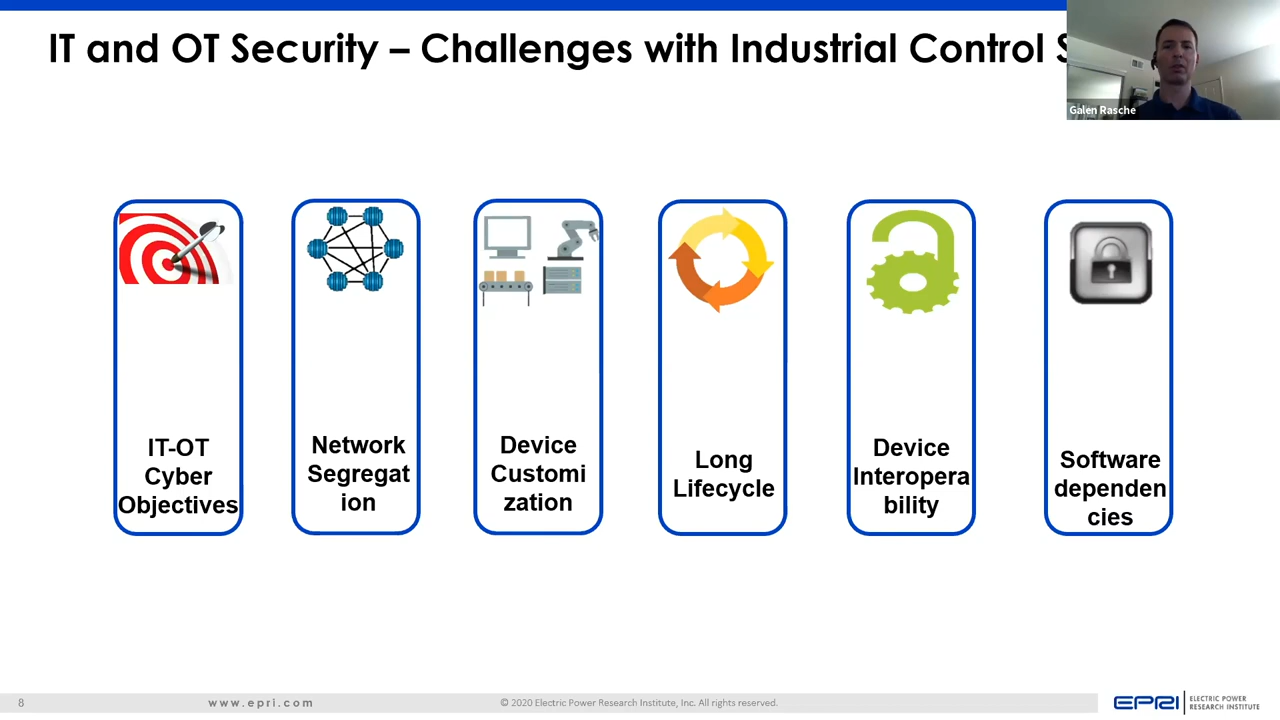 IT and OT Security – Challenges with Industrial Control
Galen Rasche
IT-OT
Cyber
Objectives
Network
Segregat
ion
Device
Customi
zation
Long
Lifecycle
Device
Interopera
bility
Software
dependen
cies
8
www.epri.com
© 2020 Electric Power Research Institute, Inc. All rights reserved.
EPRI
ELECTRIC POWER
RESEARCH INSTITUTE